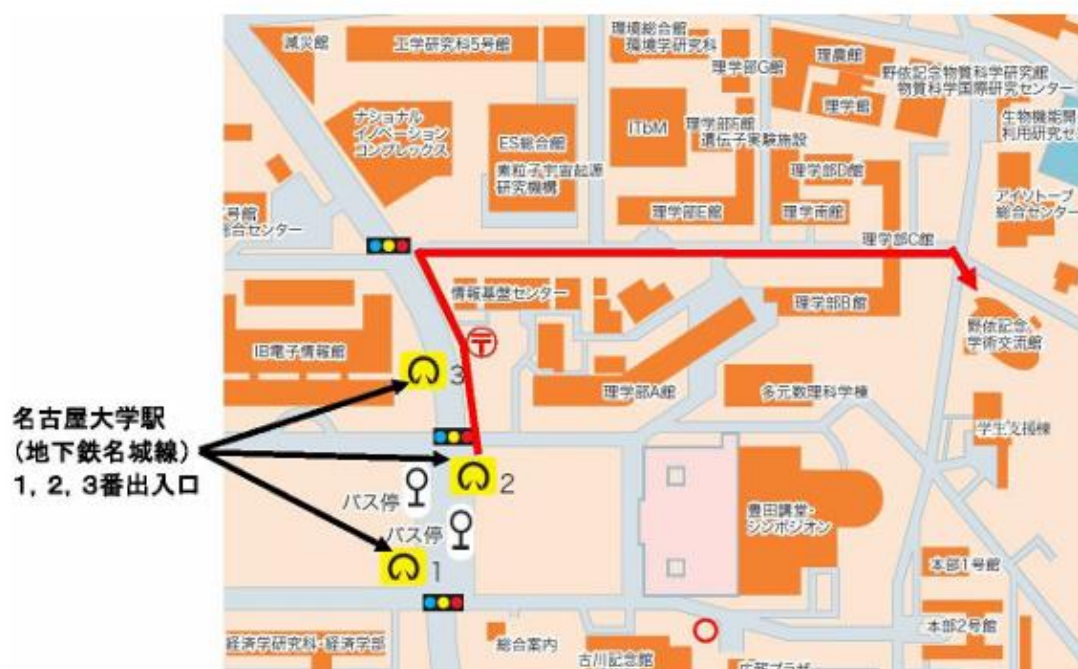 減災館
工学研究科5号館
環境総合館
環境学研究科
理学部G館
理農館
理学館
野依記念物質科学研究館
物質科学国際研究センター
生物機能開
利用研究セ
ナショナル
イノベーション
コンプレックス
ES総合館
素粒子宇宙起源
研究機構
ITbM
理学部F館
遺伝子実験施設
理学部D館
理学部E館
理学南館
アイソトープ
総合センター
号館
総合センター
理学部C館
情報基盤センター
理学部B館
野依記念
学術交流館
IB電子情報館
〒
3
理学部A館
多元数理科学棟
学生支援棟
名古屋大学駅
(地下鉄名城線)
1, 2, 3番出入口
2
バス停
バス停
豊田講堂・
シンポジオン
1
本部1号館
本部2号館
経済学研究科・経済学部
総合案内
古川記念館
広報プラザ